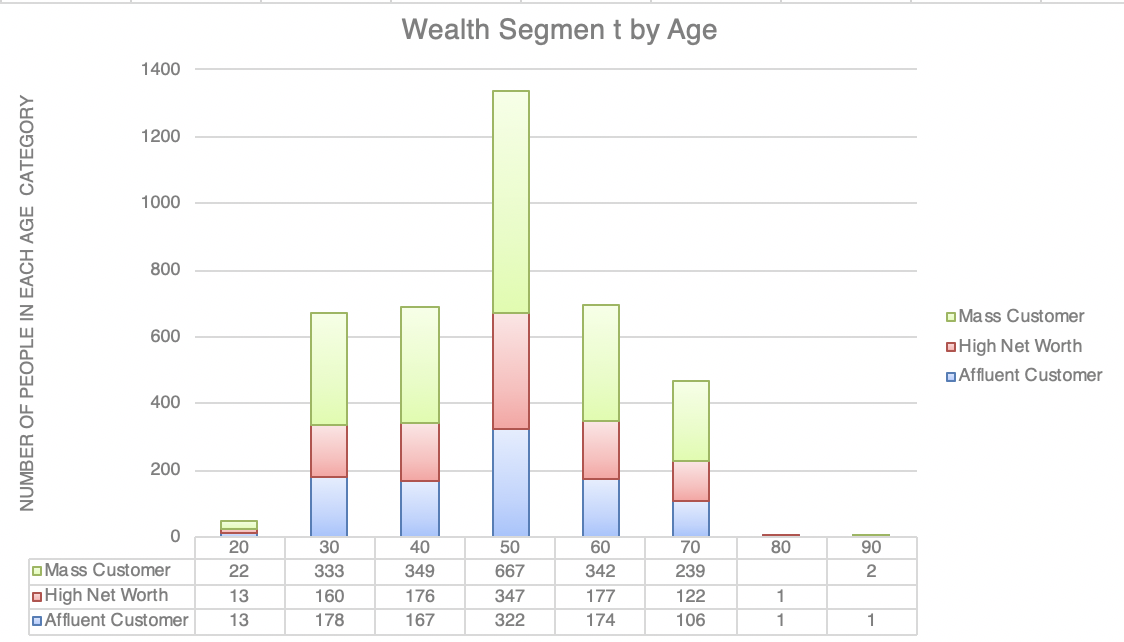 Wealth Segmen t by Age
NUMBER OF PEOPLE IN EACH AGE CATEGORY
1400
1200
1000
800
600
400
200
0
Mass Customer
High Net Worth
Affluent Customer
20 30 40 50 60 70 80 90
Mass Customer 22 333 349 667 342 239 2
High Net Worth 13 160 176 347 177 122 1
Affluent Customer 13 178 167 322 174 106 1 1